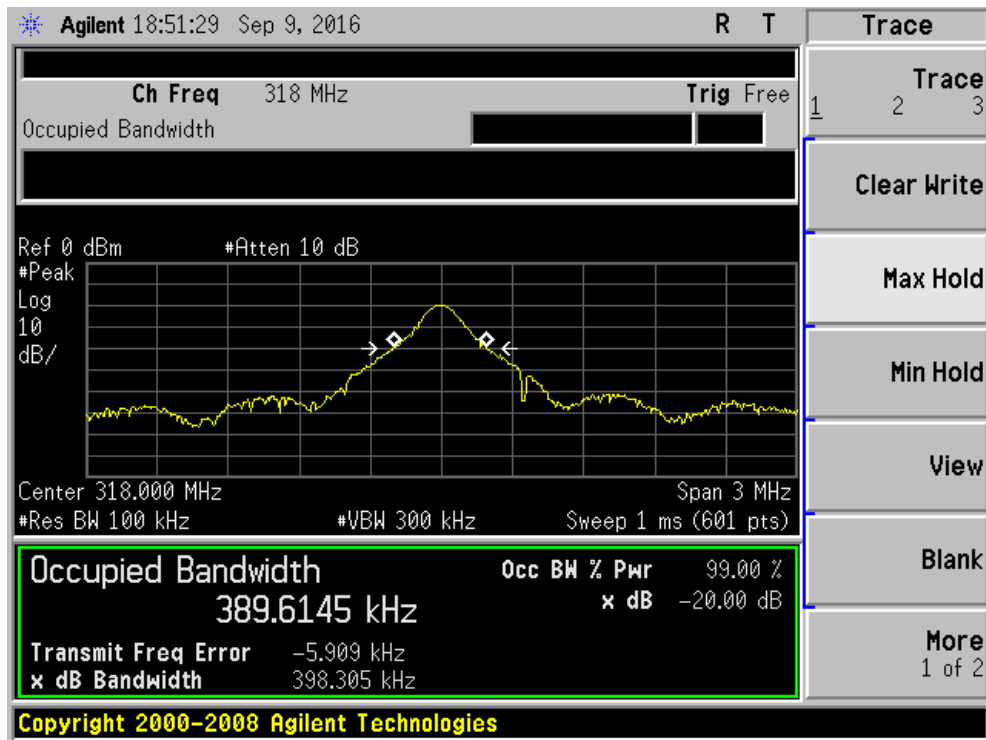 Agilent 18:51:29 Sep 9, 2016 R T
Ch Freq 318 MHz Trig Free
Occupied Bandwidth
Ref 0 dBm #Atten 10 dB
#Peak
Log
10
dB/
Center 318.000 MHz Span 3 MHz
#Res BW 100 kHz #VBW 300 kHz Sweep 1 ms (601 pts)
Occupied Bandwidth Occ BW % Pwr 99.00 %
389.6145 kHz x dB -20.00 dB
Transmit Freq Error -5.909 kHz
x dB Bandwidth 398.305 kHz
Copyright 2000-2008 Agilent Technologies
Trace
Trace
1 2 3
Clear Write
Max Hold
Min Hold
View
Blank
More
1 of 2